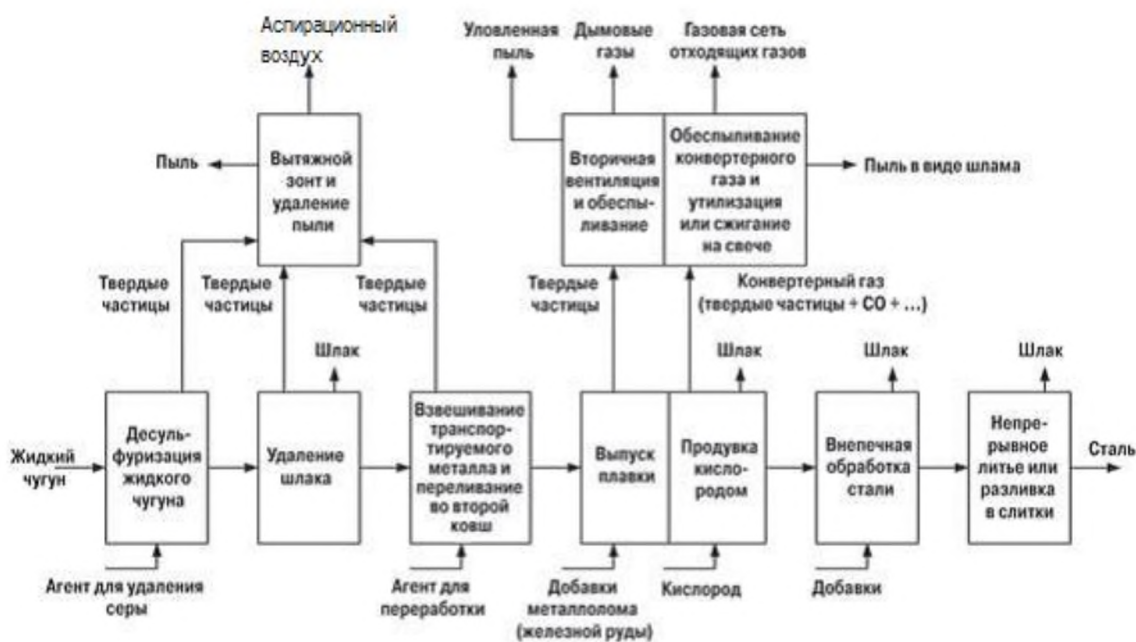 Аспирационный
воздух
Уловленная
пыль
Дымовые
газы
Газовая сеть
отходящих газов
Пыль
Вытяжной
зонт и
удаление
пыли
Вторичная
вентиляция
и обеспы-
ливание
Обеспыливание
конвертерного
газа и
утилизация
или сжигание
на свече
Пыль в виде шлама
Твердые
частицы
Твердые
частицы
Твердые
частицы
Твердые
частицы
Конвертерный газ
(твердые частицы + CO + ...)
Шлак
Шлак
Шлак
Шлак
Жидкий
чугун
Десуль-
фуризация
жидкого
чугуна
Удаление
шлака
Взвешивание
транспор-
тируемого
металла и
переливание
во второй
ковш
Выпуск
плавки
Продувка
кисло-
родом
Внепечная
обработка
стали
Непре-
рывное
литье или
разливка
в слитки
Сталь
Агент для удаления
серы
Агент для
переработки
Добавки
металлолома
(железной руды)
Кислород
Добавки